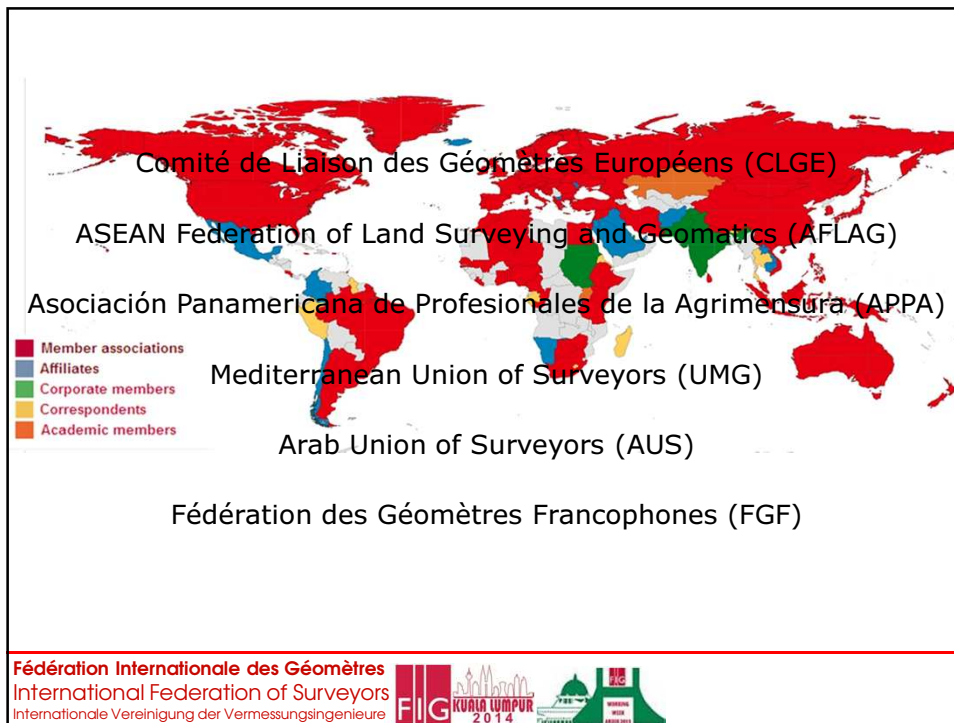 Comité de Liaison des Géomètres Européens (CLGE)
ASEAN Federation of Land Surveying and Geomatics (AFLAG)
Asociación Panamericana de Profesionales de la Agrimensura (APPA)
Mediterranean Union of Surveyors (UMG)
Arab Union of Surveyors (AUS)
Fédération des Géomètres Francophones (FGF)
Member associations
Affiliates
Corporate members
Correspondents
Academic members
Fédération Internationale des Géomètres
International Federation of Surveyors
Internationale Vereinigung der Vermessungsingenieure
FIG
KUALA LUMPUR
2014
FIG
WORKING
WEEK